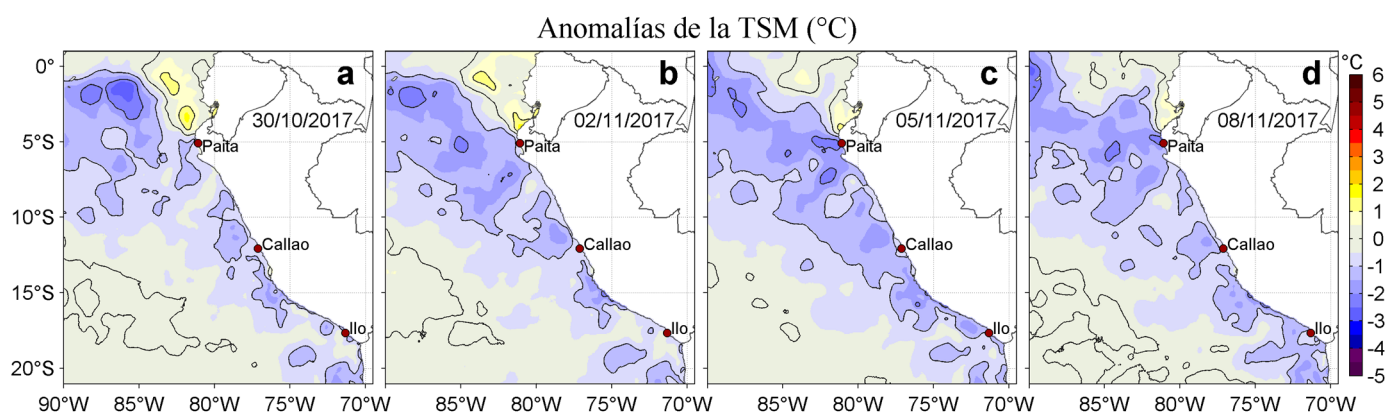 Anomalías de la TSM (°C)
a
b
c
d
30/10/2017
02/11/2017
05/11/2017
08/11/2017
Paita
Paita
Paita
Paita
Callao
Callao
Callao
Callao
Ilo
Ilo
Ilo
Ilo
0°
5°S
10°S
15°S
20°S
90°W 85°W 80°W 75°W 70°W
85°W 80°W 75°W 70°W
85°W 80°W 75°W 70°W
85°W 80°W 75°W 70°W
°C
6
5
4
3
2
1
0
-1
-2
-3
-4
-5